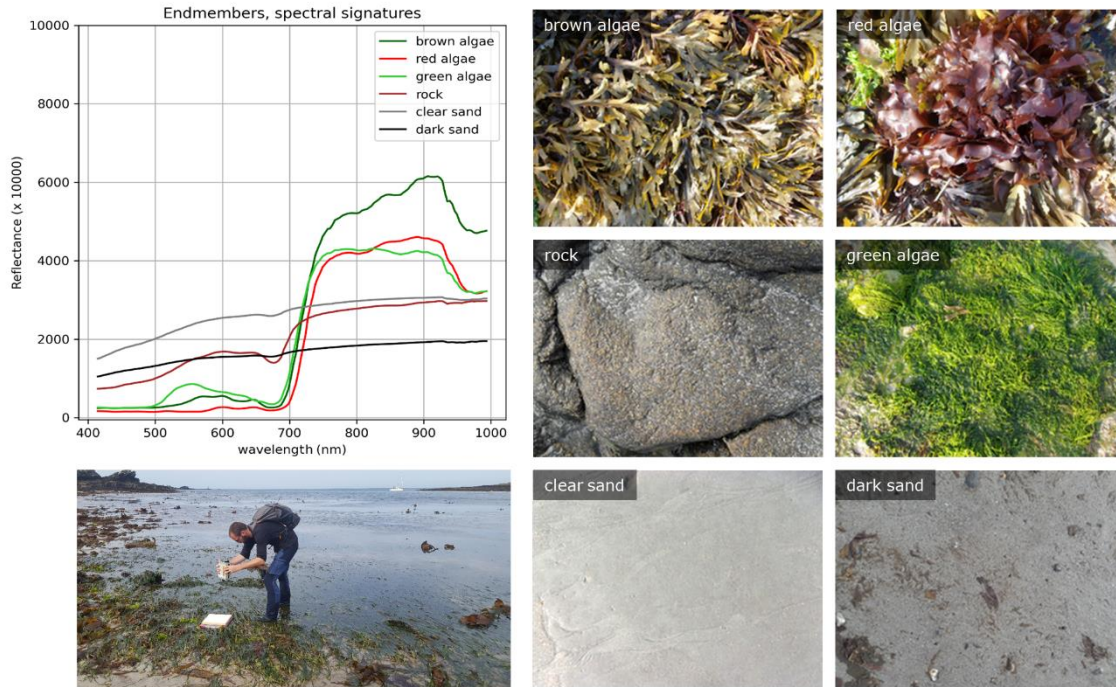 Endmembers, spectral signatures
10000
8000
6000
4000
2000
0
Reflectance (x 10000)
400
500
600
700
800
900
1000
wavelength (nm)
brown algae
red algae
green algae
rock
clear sand
dark sand
brown algae
red algae
rock
green algae
clear sand
dark sand